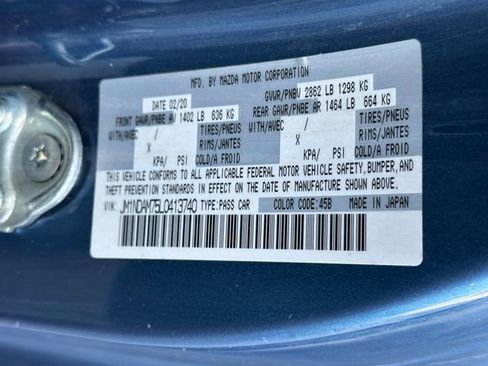 MFD. BY MAZDA MOTOR CORPORATION
DATE 02/20 GVWR/PNBV 2862 LB 1298 KG
FRONT GAWR/PNBE AV 1402 LB 636 KG REAR GAWR/PNBE AR 1464 LB 664 KG
WITH/AVEC / TIRES/PNEUS WITH/AVEC / TIRES/PNEUS
X RIMS/JANTES X RIMS/JANTES
KPA/ PSI COLD/A FROID KPA/ PSI COLD/A FROID
THIS VEHICLE CONFORMS TO ALL APPLICABLE FEDERAL MOTOR VEHICLE SAFETY, BUMPER, AND
THEFT PREVENTION STANDARDS IN EFFECT ON THE DATE OF MANUFACTURE SHOWN ABOVE.
VIN: JM1NDAM75L0413740 TYPE:PASS CAR COLOR CODE:45B MADE IN JAPAN